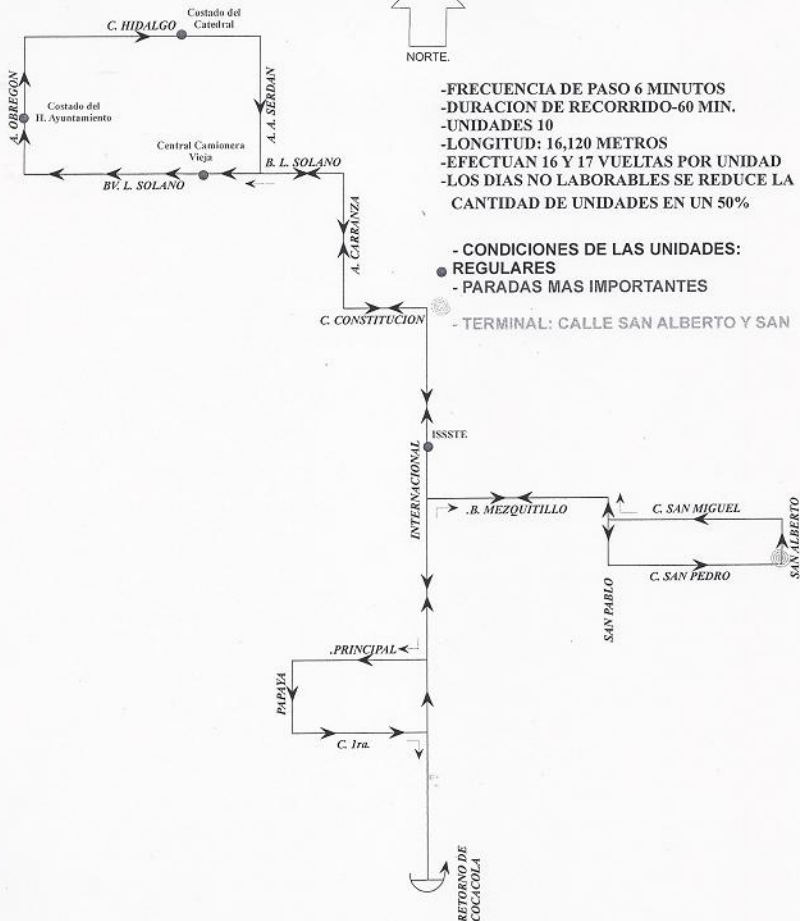 NORTE.
-FRECUENCIA DE PASO 6 MINUTOS
-DURACION DE RECORRIDO-60 MIN.
-UNIDADES 10
-LONGITUD: 16,120 METROS
-EFECTUAN 16 Y 17 VUELTAS POR UNIDAD
-LOS DIAS NO LABORABLES SE REDUCE LA
CANTIDAD DE UNIDADES EN UN 50%
- CONDICIONES DE LAS UNIDADES:
REGULARES
- PARADAS MAS IMPORTANTES
- TERMINAL: CALLE SAN ALBERTO Y SAN
C. HIDALGO
Costado del
Catedral
A. OBREGON
Costado del
H. Ayuntamiento
A. A. SERDAN
Central Camionera
Vieja
BV. L. SOLANO
B. L. SOLANO
A. CARRANZA
C. CONSTITUCION
ISSSTE
INTERNACIONAL
.B. MEZQUITILLO
C. SAN MIGUEL
SAN ALBERTO
C. SAN PEDRO
SAN PABLO
.PRINCIPAL
PAPAYA
C. 1ra.
RETORNO DE
COCACOLA